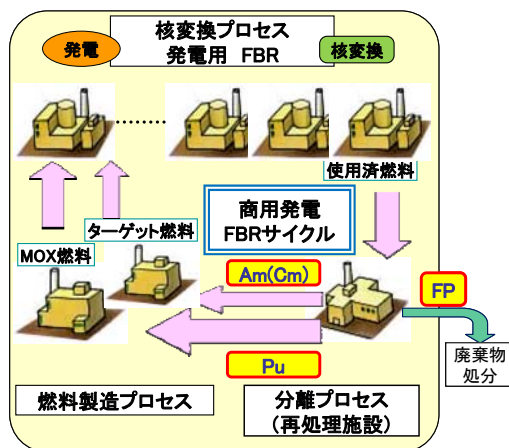 核変換プロセス
発電用 FBR
発電
核変換
使用済燃料
商用発電
FBRサイクル
ターゲット燃料
MOX燃料
Am(Cm)
FP
Pu
廃棄物
処分
燃料製造プロセス
分離プロセス
(再処理施設)